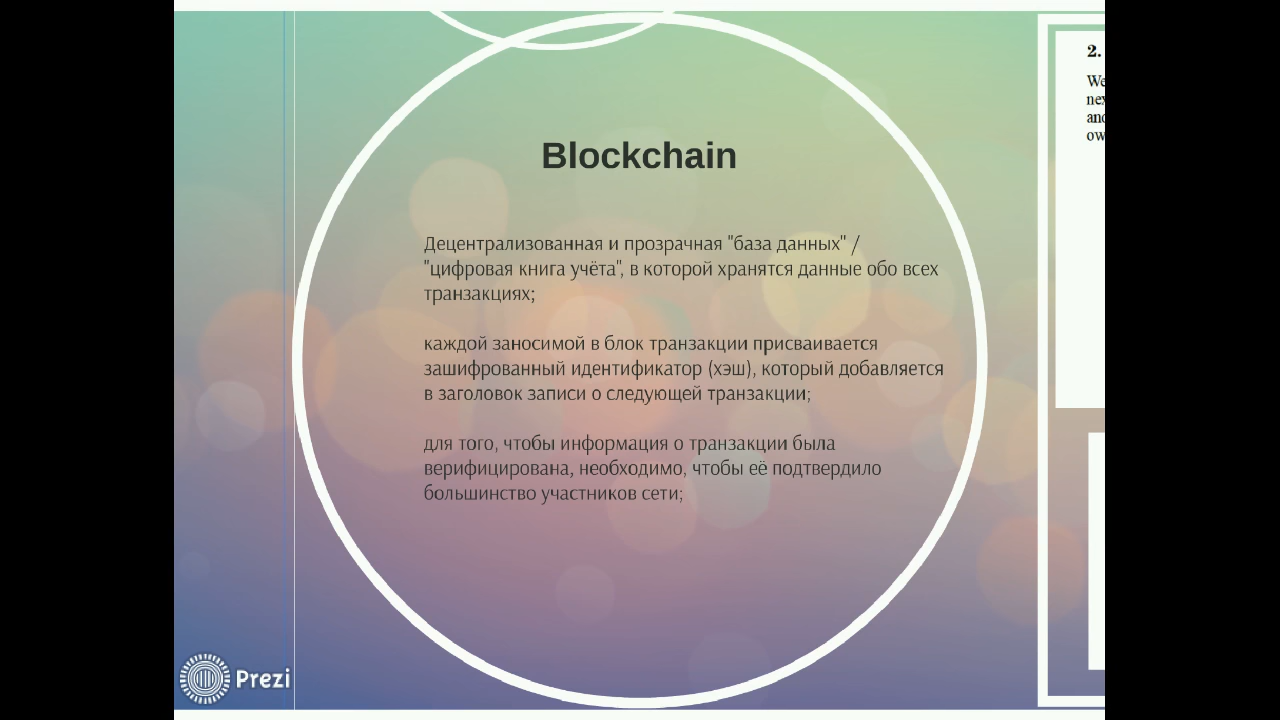 Blockchain
Децентрализованная и прозрачная "база данных" /
"цифровая книга учёта", в которой хранятся данные обо всех
транзакциях;
каждой заносимой в блок транзакции присваивается
зашифрованный идентификатор (хэш), который добавляется
в заголовок записи о следующей транзакции;
для того, чтобы информация о транзакции была
верифицирована, необходимо, чтобы её подтвердило
большинство участников сети;
2.
We
Prezi